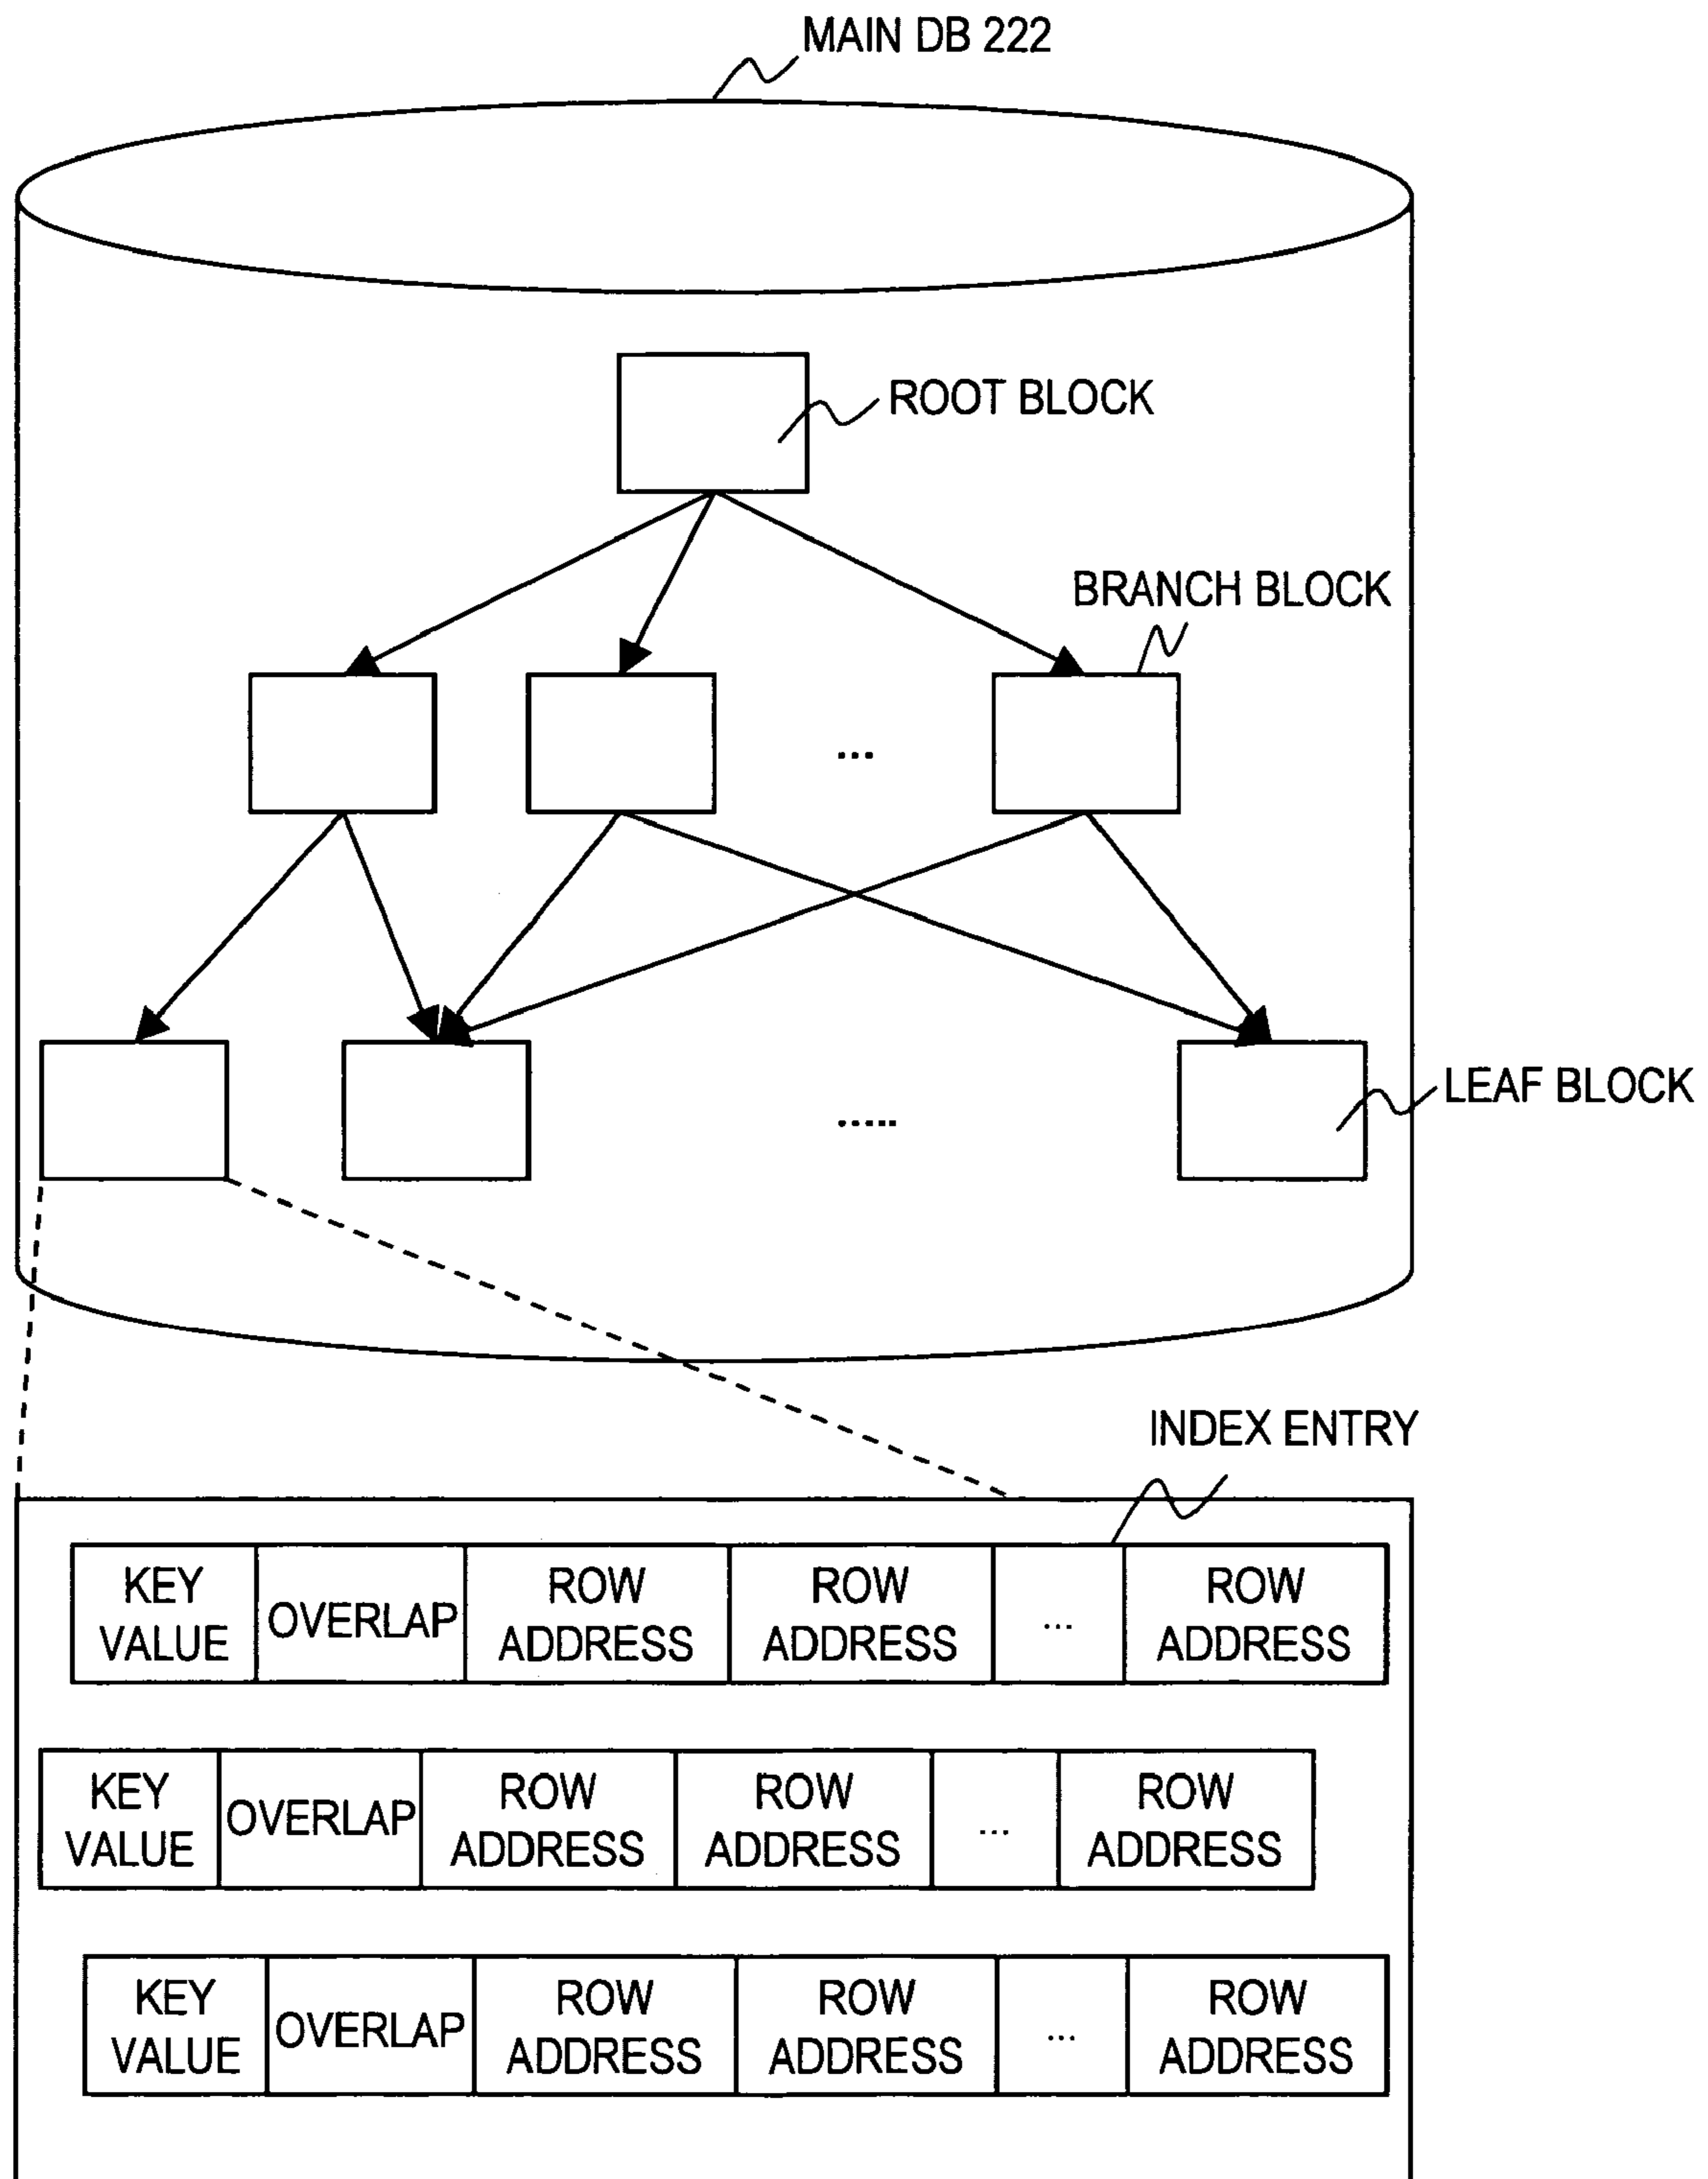 MAIN DB 222
ROOT BLOCK
BRANCH BLOCK
...
LEAF BLOCK
.....
INDEX ENTRY
KEY VALUE OVERLAP ROW ADDRESS ROW ADDRESS ... ROW ADDRESS
KEY VALUE OVERLAP ROW ADDRESS ROW ADDRESS ... ROW ADDRESS
KEY VALUE OVERLAP ROW ADDRESS ROW ADDRESS ... ROW ADDRESS